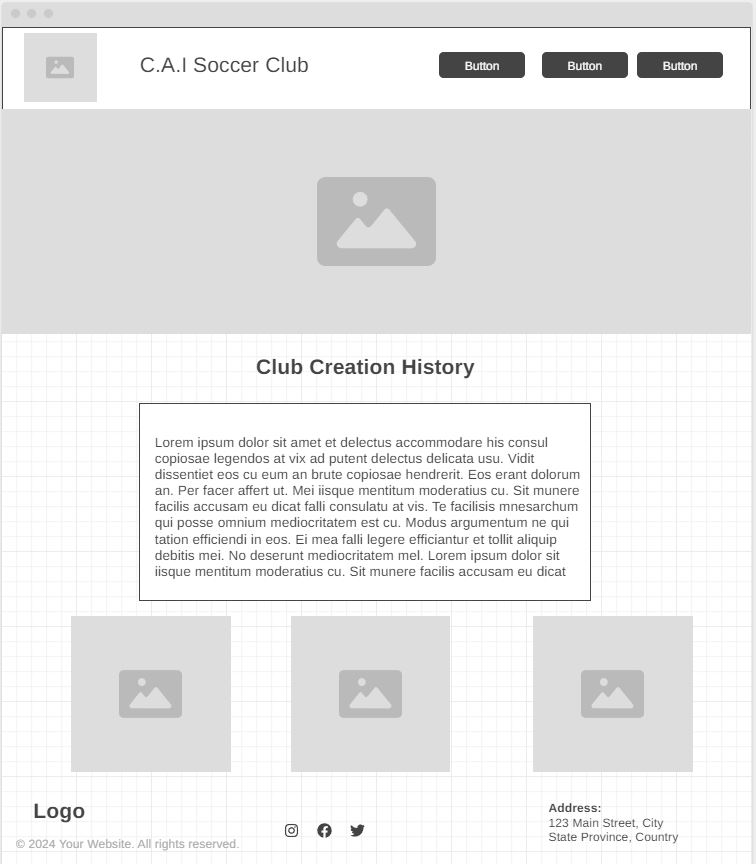 C.A.I Soccer Club
Button
Button
Button
Club Creation History
Lorem ipsum dolor sit amet et delectus accommodare his consul
copiosae legendos at vix ad putent delectus delicata usu. Vidit
dissentiet eos cu eum an brute copiosae hendrerit. Eos erant dolorum
an. Per facer affert ut. Mei iisque mentitum moderatius cu. Sit munere
facilis accusam eu dicat falli consulatu at vis. Te facilisis mnesarchum
qui posse omnium mediocritatem est cu. Modus argumentum ne qui
tation efficiendi in eos. Ei mea falli legere efficiantur et tollit aliquip
debitis mei. No deserunt mediocritatem mel. Lorem ipsum dolor sit
iisque mentitum moderatius cu. Sit munere facilis accusam eu dicat
Logo
© 2024 Your Website. All rights reserved.
Address:
123 Main Street, City
State Province, Country